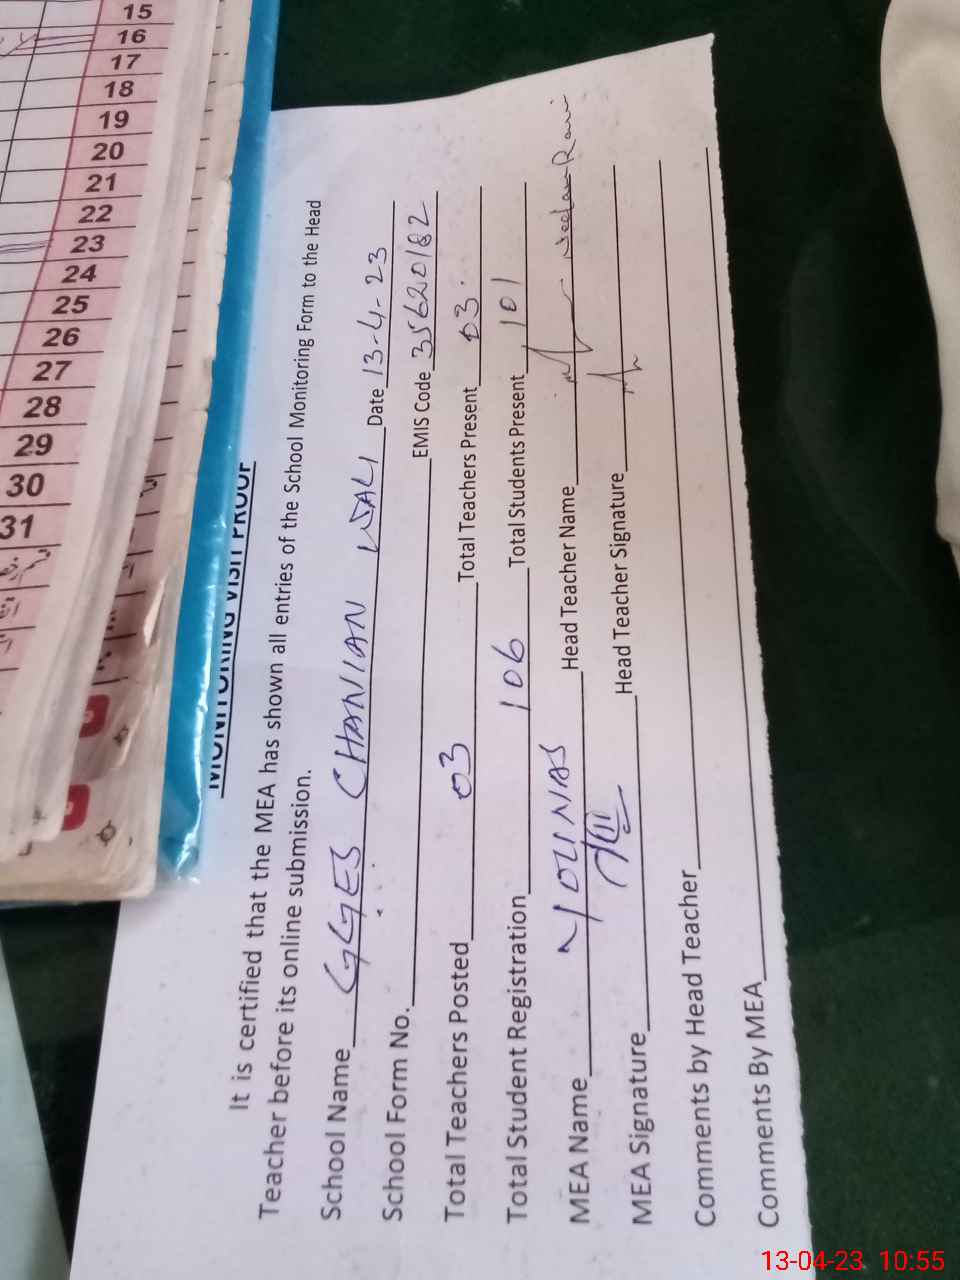 15
16
17
18
19
20
21
22
23
24
25
26
27
28
29
30
31
MONITORING VISIT PROOF
It is certified that the MEA has shown all entries of the School Monitoring Form to the Head
Teacher before its online submission.
School Name GGES CHANIAN WALI Date 13-4-23
School Form No. EMIS Code 35620182
Total Teachers Posted 03 Total Teachers Present 03
Total Student Registration 106 Total Students Present 101
MEA Name YOUNAS Head Teacher Name Neelam Rani
MEA Signature Head Teacher Signature
Comments by Head Teacher
Comments By MEA
13-04-23 10:55